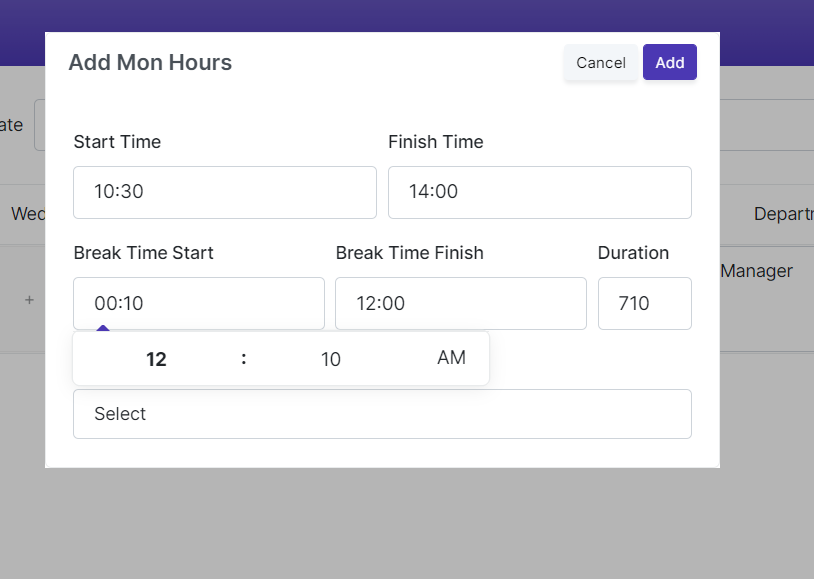 Add Mon Hours
Cancel
Add
ate
Start Time
Finish Time
10:30
14:00
Wed
Departm
Break Time Start
Break Time Finish
Duration
Manager
+
00:10
12:00
710
12 : 10 AM
Select